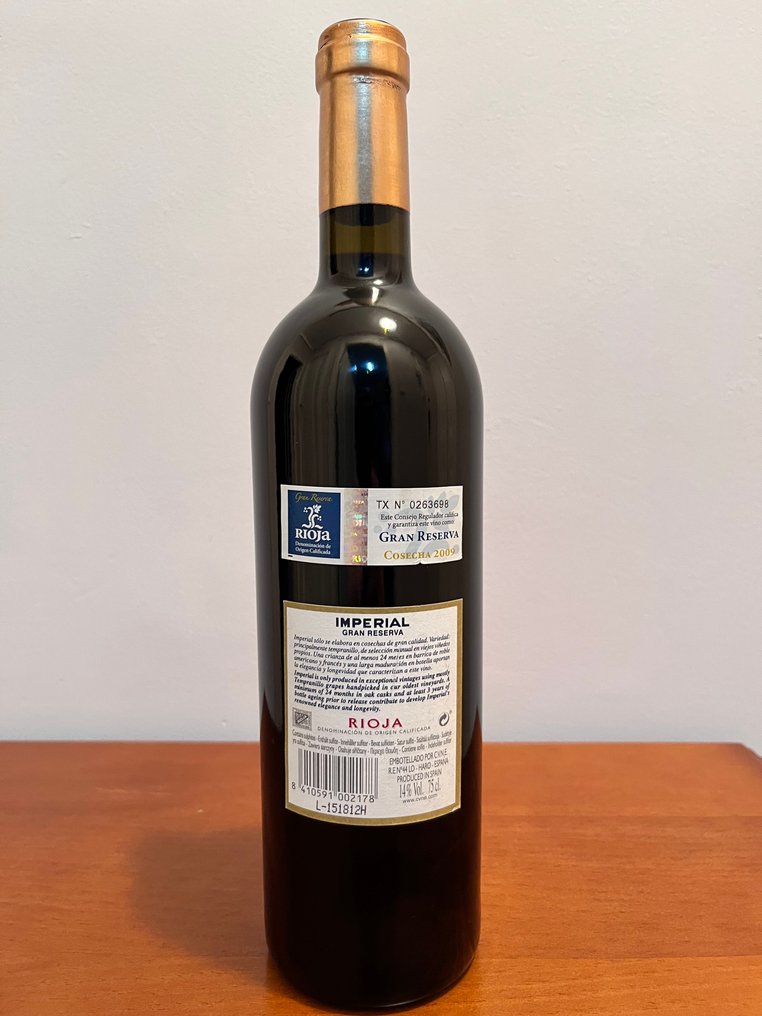 Gran Reserva
RIOJA
Denominación de
Origen Calificada
TX N° 0263698
Este Consejo Regulador califica
y garantiza este vino como:
GRAN RESERVA
COSECHA 2009
IMPERIAL
GRAN RESERVA
Imperial sólo se elabora en cosechas de gran calidad. Variedad:
principalmente tempranillo, de selección manual en viejos viñedos
propios. Una crianza de al menos 24 meses en barrica de roble
americano y francés y una larga maduración en botella aportan
la elegancia y longevidad que caracterizan a este vino.
Imperial is only produced in exceptional vintages using mostly
Tempranillo grapes handpicked in our oldest vineyards. A
minimum of 24 months in oak casks and at least 3 years of
bottle ageing prior to release contribute to develop Imperial's
renowned elegance and longevity.
RIOJA
DENOMINACIÓN DE ORIGEN CALIFICADA
EMBOTELLADO POR C.V.N.E.
R.E. Nº 44 LO - HARO - ESPAÑA
PRODUCED IN SPAIN
14% Vol. 75 cl.
www.cvne.com
8 410591 002178
L-151812H